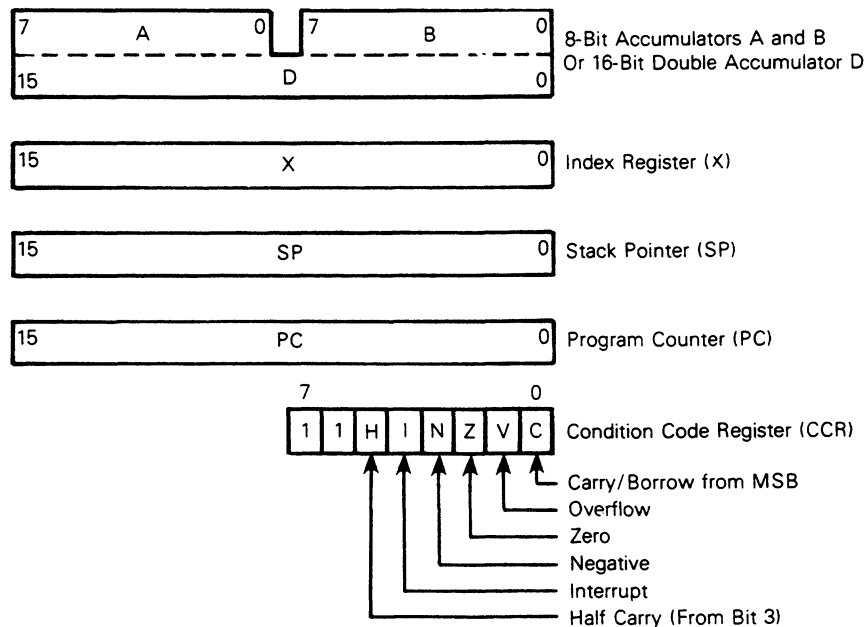 7 A 0 7 B 0
8-Bit Accumulators A and B
15 D 0
Or 16-Bit Double Accumulator D
15 X 0 Index Register (X)
15 SP 0 Stack Pointer (SP)
15 PC 0 Program Counter (PC)
7 0
1 1 H I N Z V C Condition Code Register (CCR)
Carry/Borrow from MSB
Overflow
Zero
Negative
Interrupt
Half Carry (From Bit 3)